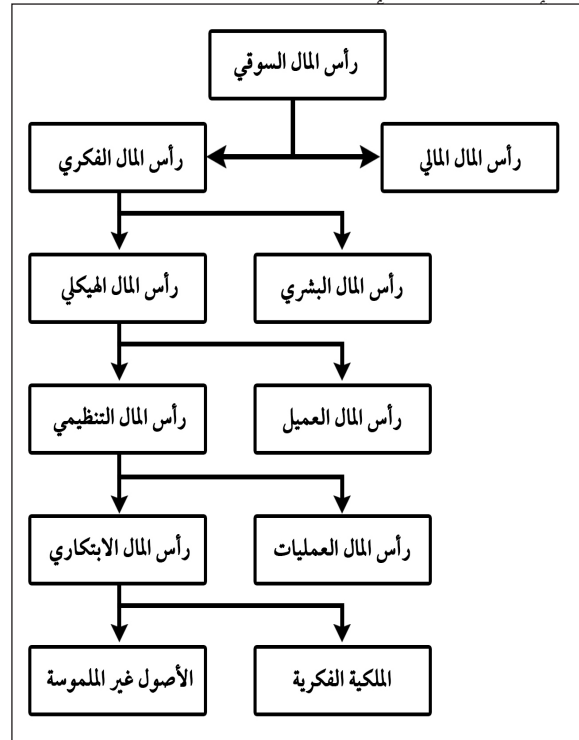 رأس المال السوقي
رأس المال الفكري
رأس المال المالي
رأس المال الهيكلي
رأس المال البشري
رأس المال التنظيمي
رأس المال العميل
رأس المال الابتكاري
رأس المال العمليات
الأصول غير الملموسة
الملكية الفكرية